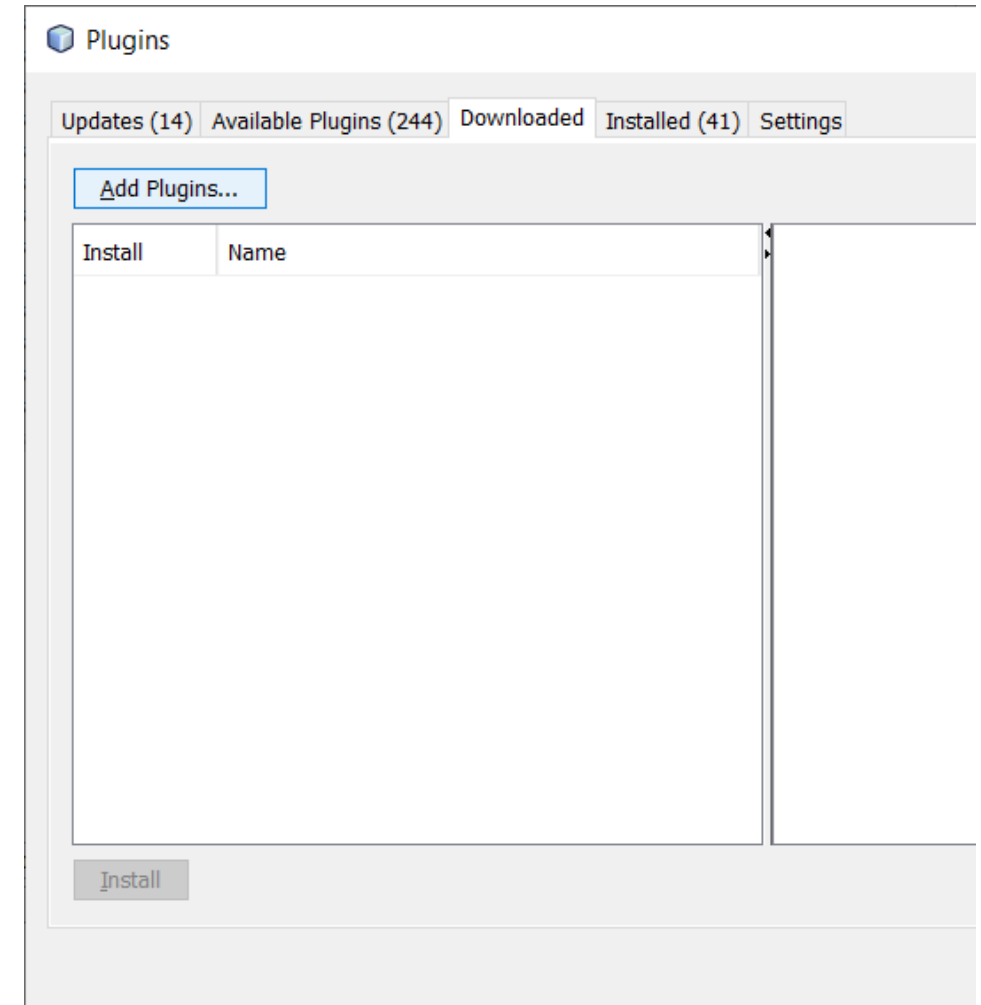 Plugins
Updates (14) Available Plugins (244) Downloaded Installed (41) Settings
Add Plugins...
Install Name
Install